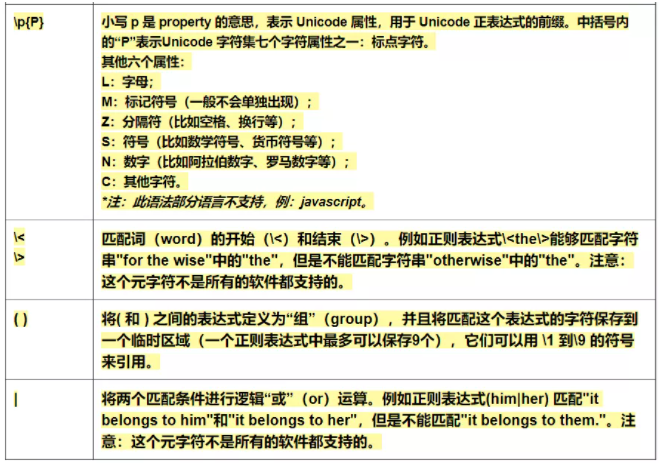 \p{P}
小写 p 是 property 的意思，表示 Unicode 属性，用于 Unicode 正表达式的前缀。中括号内
的“P”表示Unicode 字符集七个字符属性之一：标点字符。
其他六个属性：
L：字母；
M：标记符号（一般不会单独出现）；
Z：分隔符（比如空格、换行等）；
S：符号（比如数学符号、货币符号等）；
N：数字（比如阿拉伯数字、罗马数字等）；
C：其他字符。
*注：此语法部分语言不支持，例：javascript。
\<
\>
匹配词（word）的开始（\<）和结束（\>）。例如正则表达式\<the\>能够匹配字符
串"for the wise"中的"the"，但是不能匹配字符串"otherwise"中的"the"。注意：
这个元字符不是所有的软件都支持的。
( )
将( 和 ) 之间的表达式定义为“组”（group），并且将匹配这个表达式的字符保存到
一个临时区域（一个正则表达式中最多可以保存9个），它们可以用 \1 到\9 的符号
来引用。
|
将两个匹配条件进行逻辑“或”（or）运算。例如正则表达式(him|her) 匹配"it
belongs to him"和"it belongs to her"，但是不能匹配"it belongs to them."。注
意：这个元字符不是所有的软件都支持的。